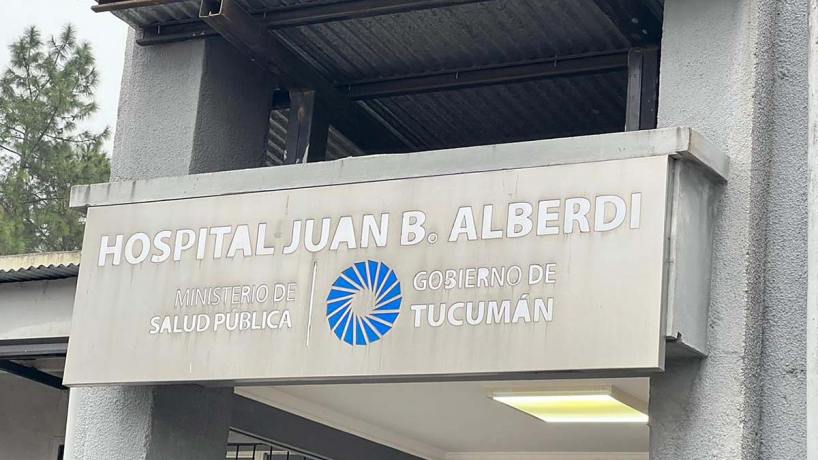 HOSPITAL JUAN B. ALBERDI
MINISTERIO DE
SALUD PÚBLICA
GOBIERNO DE
TUCUMÁN